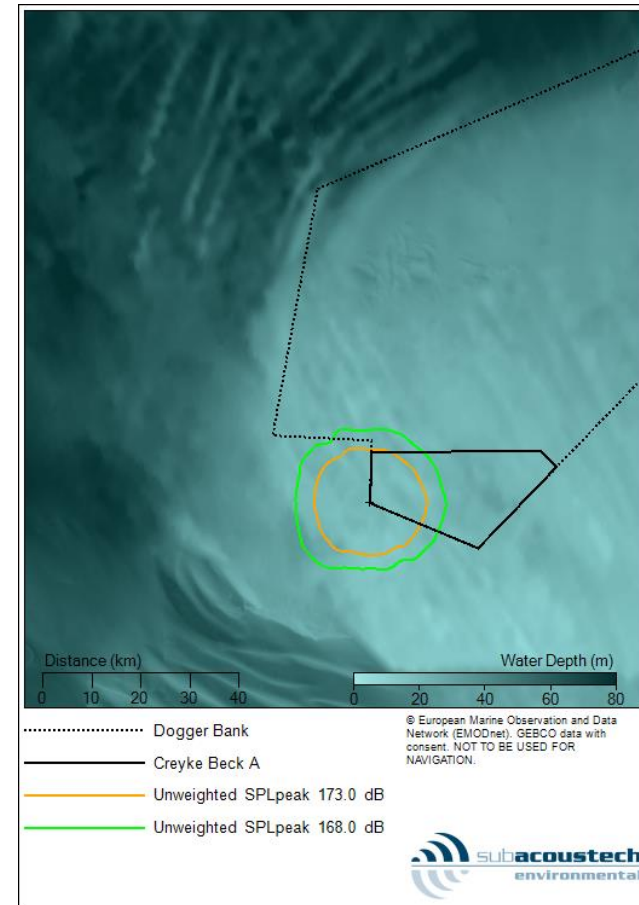 Distance (km)
0 10 20 30 40
Water Depth (m)
0 20 40 60 80
Dogger Bank
Creyke Beck A
Unweighted SPLpeak 173.0 dB
Unweighted SPLpeak 168.0 dB
© European Marine Observation and Data
Network (EMODnet). GEBCO data with
consent. NOT TO BE USED FOR
NAVIGATION.
subacoustech
environmental